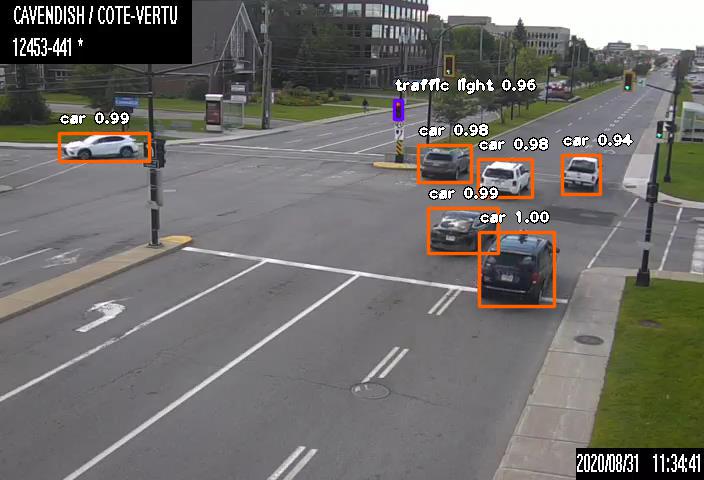 CAVENDISH / COTE-VERTU
12453-441 *
traffic light 0.96
car 0.99
car 0.98
car 0.98
car 0.94
car 0.99
car 1.00
2020/08/31 11:34:41